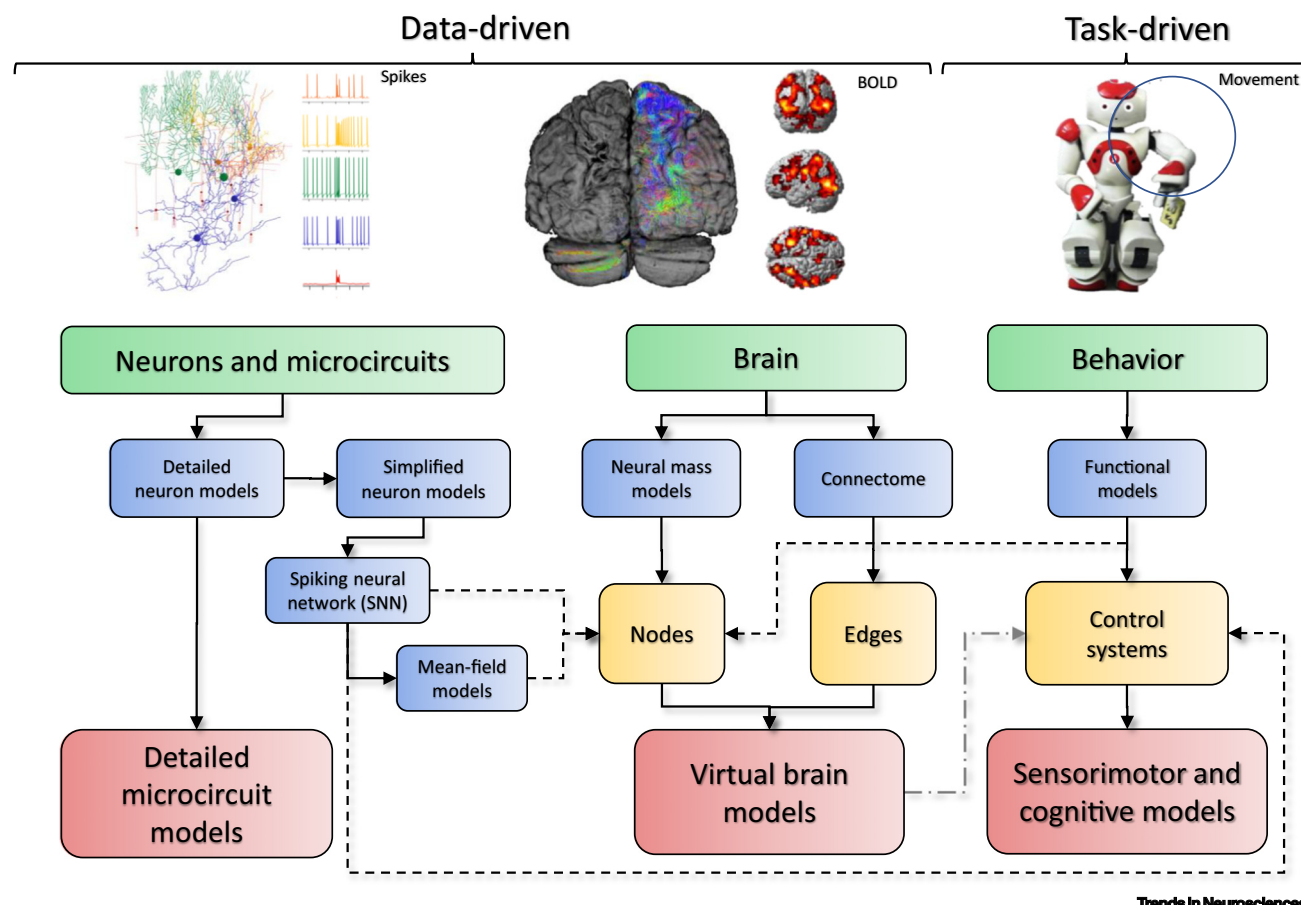 Data-driven
Task-driven
Spikes
BOLD
Movement
Neurons and microcircuits
Brain
Behavior
Detailed
neuron models
Simplified
neuron models
Neural mass
models
Connectome
Functional
models
Spiking neural
network (SNN)
Mean-field
models
Nodes
Edges
Control
systems
Detailed
microcircuit
models
Virtual brain
models
Sensorimotor and
cognitive models
Trends in Neurosciences